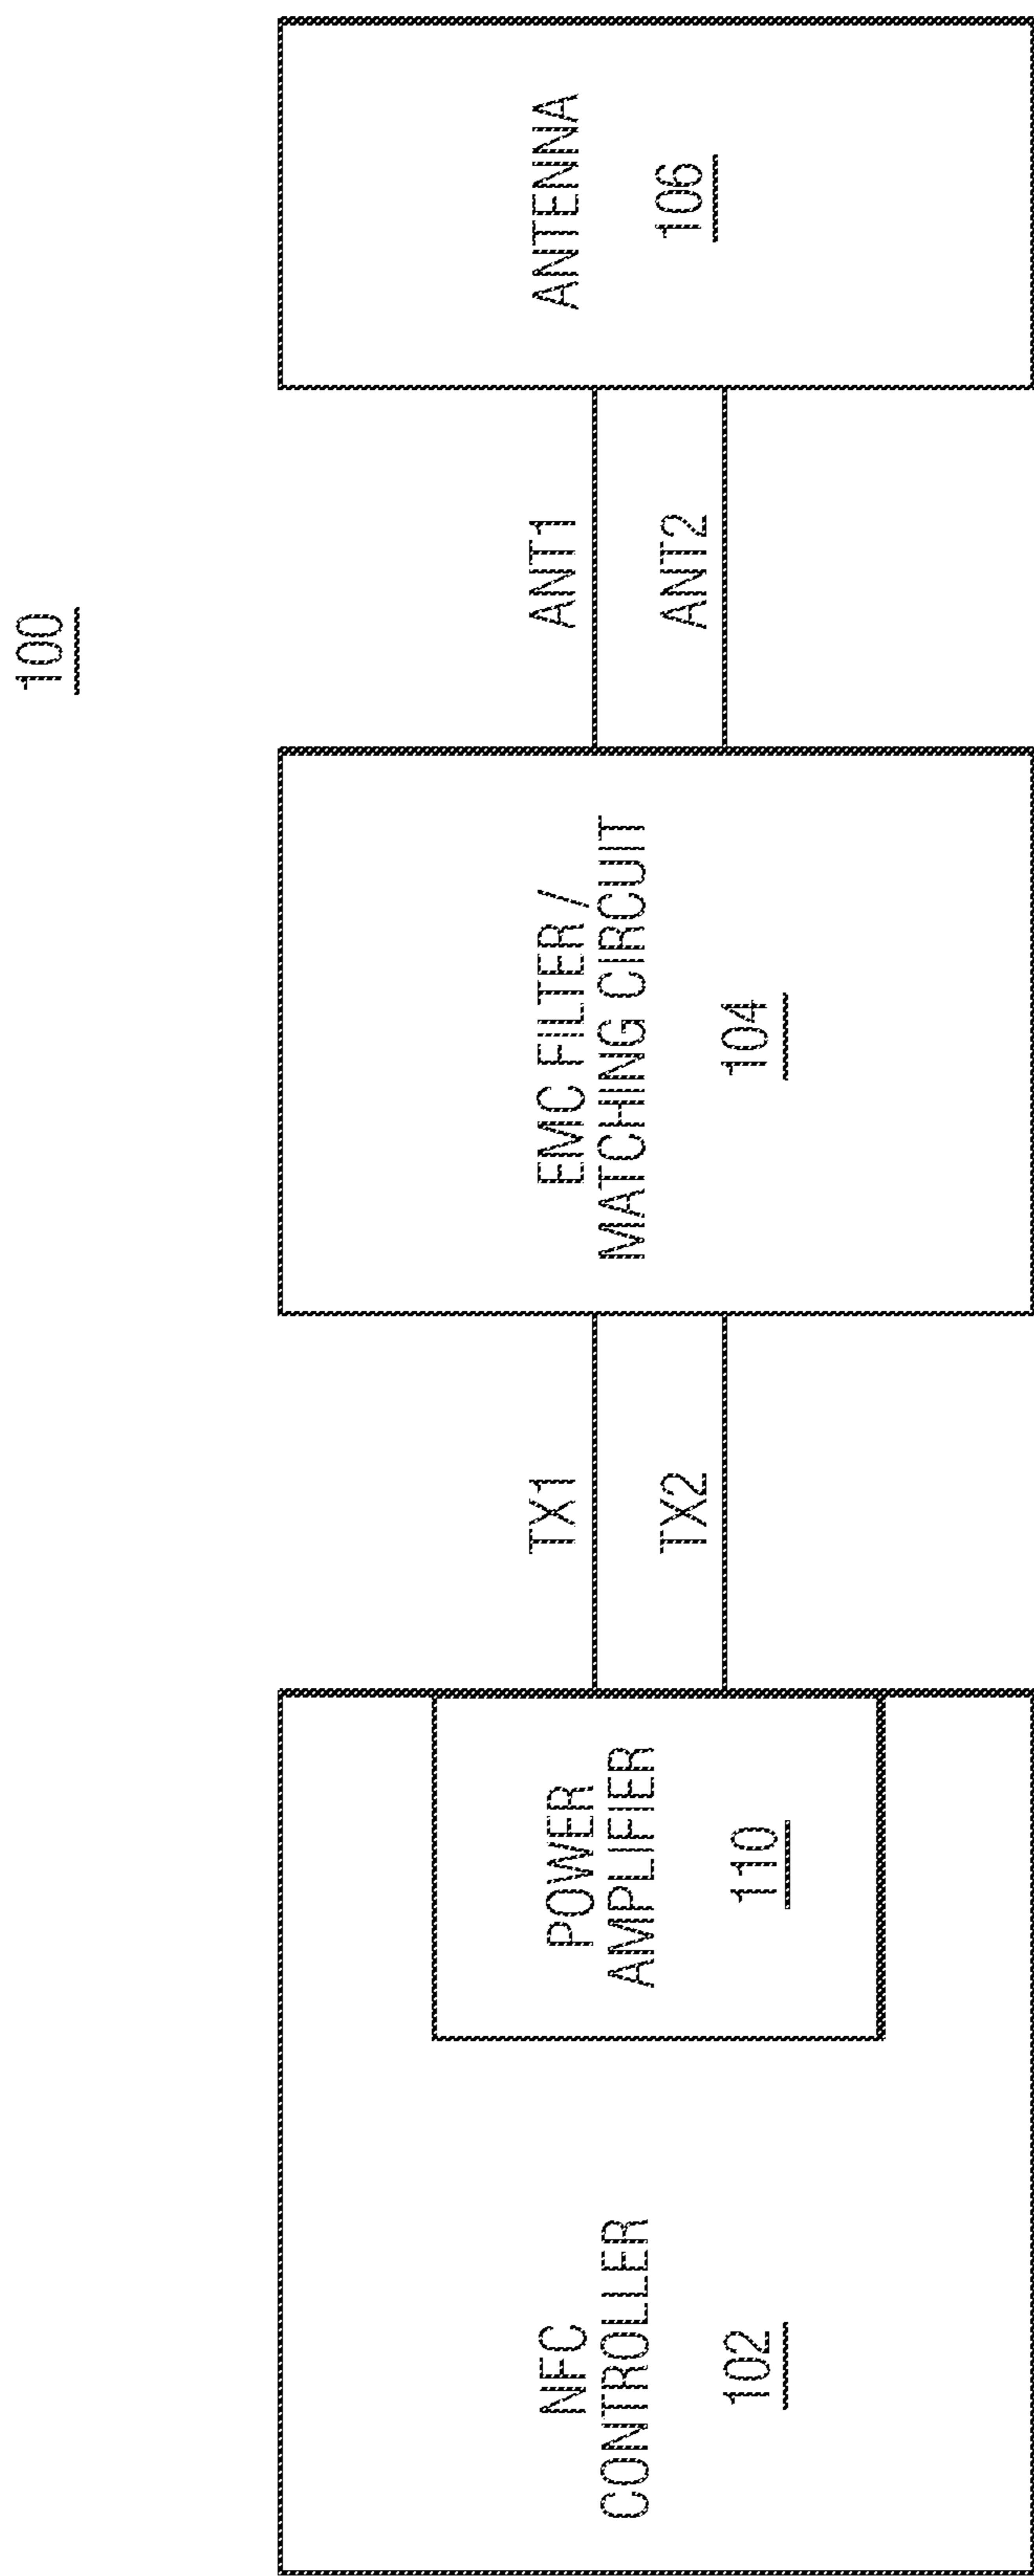 100
NFC
CONTROLLER
102
POWER
AMPLIFIER
110
TX1
TX2
EMC FILTER /
MATCHING CIRCUIT
104
ANT1
ANT2
ANTENNA
106